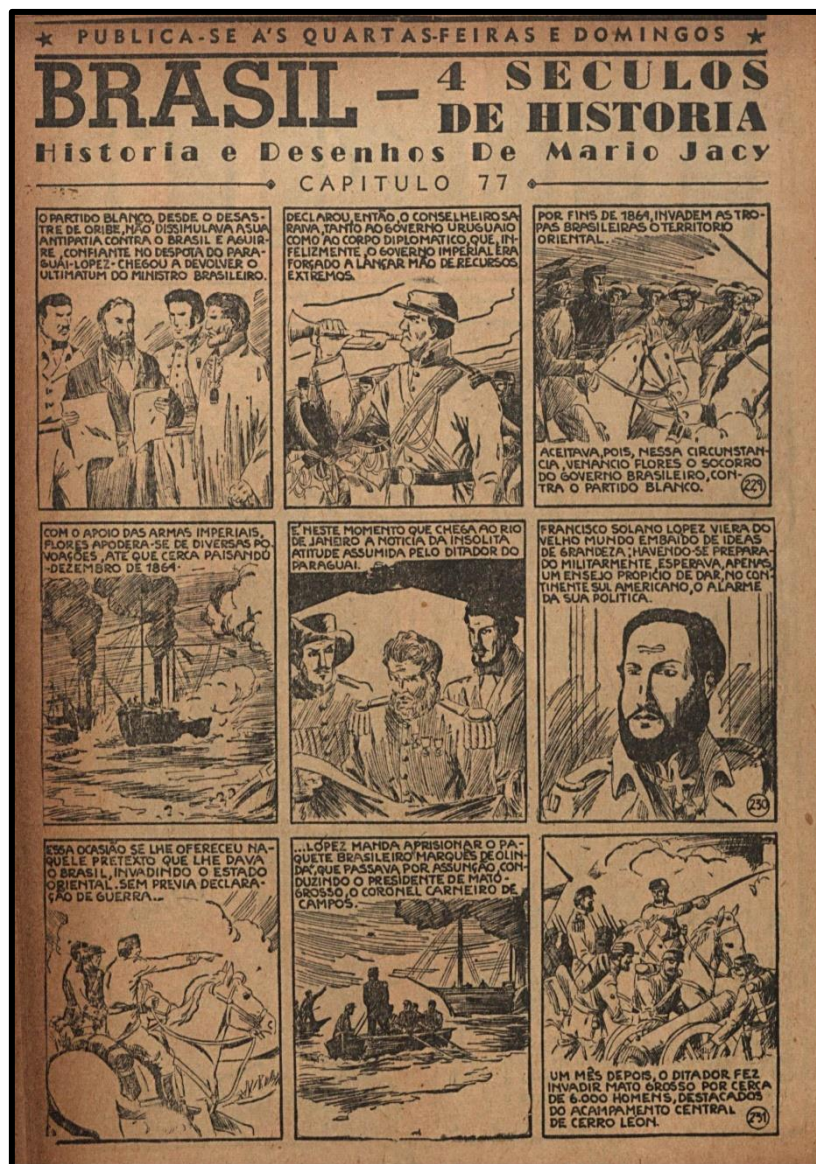 ★ PUBLICA-SE A'S QUARTAS-FEIRAS E DOMINGOS ★
BRASIL - 4 SECULOS
DE HISTORIA
Historia e Desenhos De Mario Jacy
CAPITULO 77
O PARTIDO BLANCO, DESDE O DESAS-
TRE DE ORIBE, NÃO DISSIMULAVA A SUA
ANTIPATIA CONTRA O BRASIL E AGUIR-
RE, CONFIANTE NO DESPOTA DO PARA-
GUAI-LOPEZ-CHEGOU A DEVOLVER O
ULTIMATUM DO MINISTRO BRASILEIRO.
DECLAROU, ENTÃO, O CONSELHEIRO SA
RAIVA, TANTO AO GOVERNO URUGUAIO
COMO AO CORPO DIPLOMATICO, QUE, IN-
FELIZMENTE, O GOVERNO IMPERIAL ERA
FORÇADO A LANÇAR MÃO DE RECURSOS
EXTREMOS.
POR FINS DE 1864, INVADEM AS TRO-
PAS BRASILEIRAS O TERRITORIO
ORIENTAL..
ACEITAVA, POIS, NESSA CIRCUNSTAN-
CIA, VENANCIO FLORES O SOCORRO
DO GOVERNO BRASILEIRO, CON-
TRA O PARTIDO BLANCO.
229
COM O APOIO DAS ARMAS IMPERIAIS,
FLORES APODERA-SE DE DIVERSAS PO-
VOAÇÕES, ATE QUE CERCA PAISANDÚ
-DEZEMBRO DE 1864-
É NESTE MOMENTO QUE CHEGA AO RIO
DE JANEIRO A NOTICIA DA INSOLITA
ATITUDE ASSUMIDA PELO DITADOR DO
PARAGUAI.
FRANCISCO SOLANO LOPEZ VIERA DO
VELHO MUNDO EMBAIDO DE IDEAS
DE GRANDEZA; HAVENDO-SE PREPARA-
DO MILITARMENTE, ESPERAVA, APENAS,
UM ENSEJO PROPICIO DE DAR, NO CON-
TINENTE SUL AMERICANO, O ALARME
DA SUA POLITICA.
230
ESSA OCASIÃO SE LHE OFERECEU NA-
QUELE PRETEXTO QUE LHE DAVA
O BRASIL, INVADINDO O ESTADO
ORIENTAL. SEM PREVIA DECLARA-
ÇÃO DE GUERRA...
...LOPEZ MANDA APRISIONAR O PA-
QUETE BRASILEIRO "MARQUÊS DE OLIN-
DA", QUE PASSAVA POR ASSUNÇÃO, CON-
DUZINDO O PRESIDENTE DE MATO-
GROSSO, O CORONEL CARNEIRO DE
CAMPOS.
UM MÊS DEPOIS, O DITADOR FEZ
INVADIR MATO GROSSO POR CERCA
DE 6.000 HOMENS, DESTACADOS
DO ACAMPAMENTO CENTRAL
DE CERRO LEON.
231